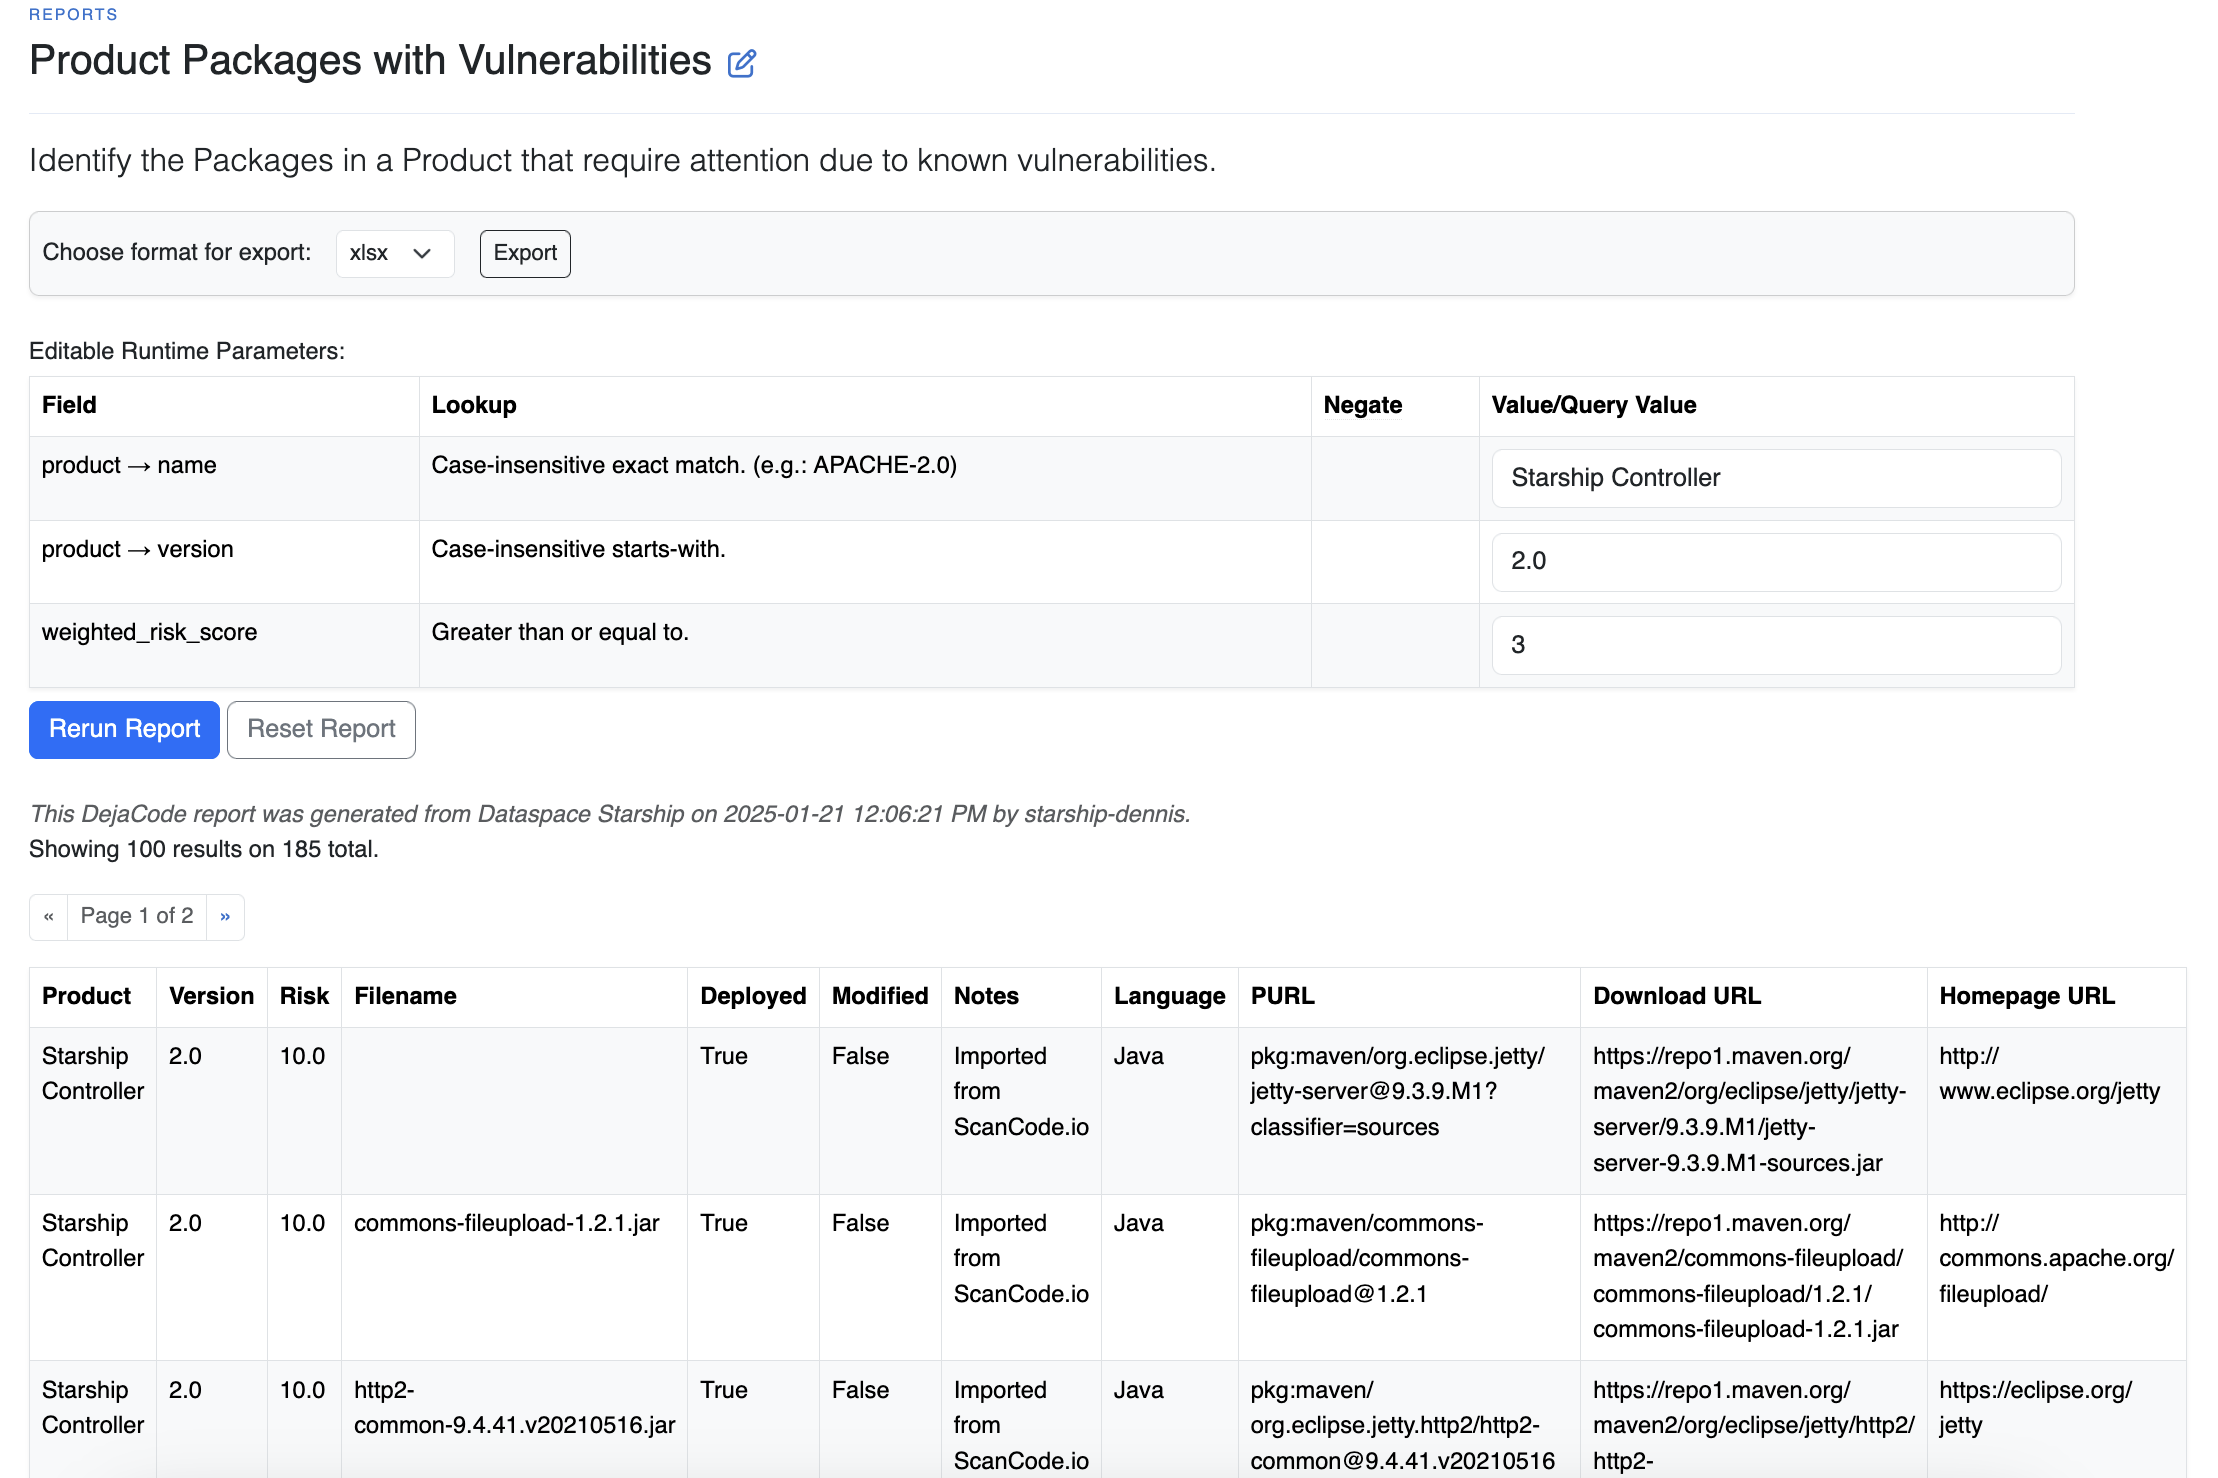 REPORTS
Product Packages with Vulnerabilities
Identify the Packages in a Product that require attention due to known vulnerabilities.
Choose format for export: xlsx Export
Editable Runtime Parameters:
Field Lookup Negate Value/Query Value
product → name Case-insensitive exact match. (e.g.: APACHE-2.0) Starship Controller
product → version Case-insensitive starts-with. 2.0
weighted_risk_score Greater than or equal to. 3
Rerun Report Reset Report
This DejaCode report was generated from Dataspace Starship on 2025-01-21 12:06:21 PM by starship-dennis.
Showing 100 results on 185 total.
« Page 1 of 2 »
Product Version Risk Filename Deployed Modified Notes Language PURL Download URL Homepage URL
Starship 2.0 10.0 True False Imported Java pkg:maven/org.eclipse.jetty/ https://repo1.maven.org/ http://
Controller from jetty-server@9.3.9.M1? maven2/org/eclipse/jetty/jetty- www.eclipse.org/jetty
ScanCode.io classifier=sources server/9.3.9.M1/jetty-
server-9.3.9.M1-sources.jar
Starship 2.0 10.0 commons-fileupload-1.2.1.jar True False Imported Java pkg:maven/commons- https://repo1.maven.org/ http://
Controller from fileupload/commons- maven2/commons-fileupload/ commons.apache.org/
ScanCode.io fileupload@1.2.1 commons-fileupload/1.2.1/ fileupload/
commons-fileupload-1.2.1.jar
Starship 2.0 10.0 http2- True False Imported Java pkg:maven/ https://repo1.maven.org/ https://eclipse.org/
Controller common-9.4.41.v20210516.jar from org.eclipse.jetty.http2/http2- maven2/org/eclipse/jetty/http2/ jetty
ScanCode.io common@9.4.41.v20210516 http2-